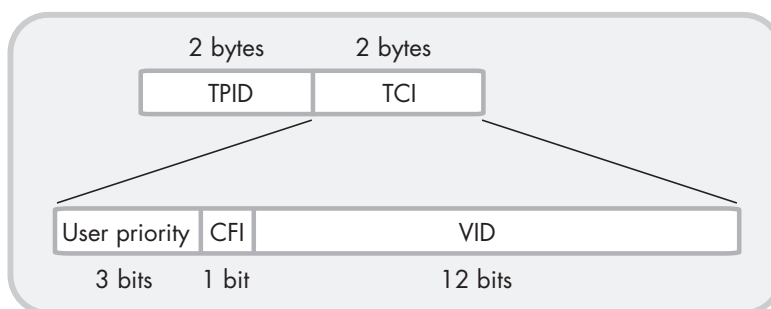 2 bytes 2 bytes
TPID TCI
User priority CFI VID
3 bits 1 bit 12 bits